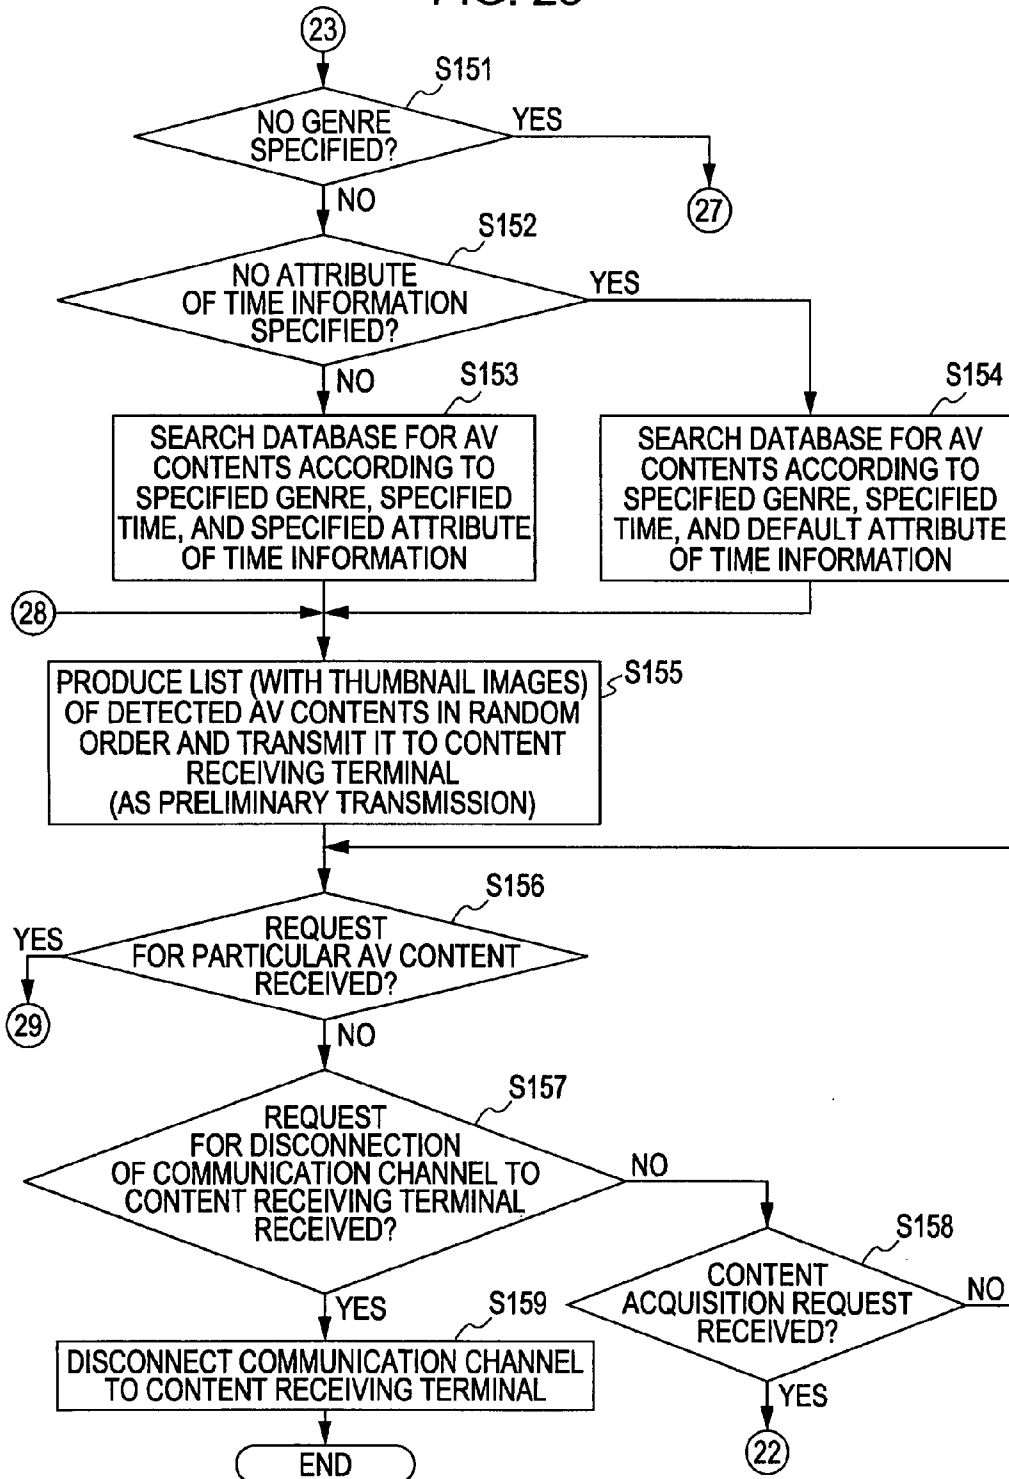 23
S151
NO GENRE
SPECIFIED?
YES
27
NO
S152
NO ATTRIBUTE
OF TIME INFORMATION
SPECIFIED?
YES
NO
S153
SEARCH DATABASE FOR AV
CONTENTS ACCORDING TO
SPECIFIED GENRE, SPECIFIED
TIME, AND SPECIFIED ATTRIBUTE
OF TIME INFORMATION
S154
SEARCH DATABASE FOR AV
CONTENTS ACCORDING TO
SPECIFIED GENRE, SPECIFIED
TIME, AND DEFAULT ATTRIBUTE
OF TIME INFORMATION
28
S155
PRODUCE LIST (WITH THUMBNAIL IMAGES)
OF DETECTED AV CONTENTS IN RANDOM
ORDER AND TRANSMIT IT TO CONTENT
RECEIVING TERMINAL
(AS PRELIMINARY TRANSMISSION)
S156
REQUEST
FOR PARTICULAR AV CONTENT
RECEIVED?
YES
29
NO
S157
REQUEST
FOR DISCONNECTION
OF COMMUNICATION CHANNEL TO
CONTENT RECEIVING TERMINAL
RECEIVED?
NO
S158
CONTENT
ACQUISITION REQUEST
RECEIVED?
NO
YES
22
YES
S159
DISCONNECT COMMUNICATION CHANNEL
TO CONTENT RECEIVING TERMINAL
END